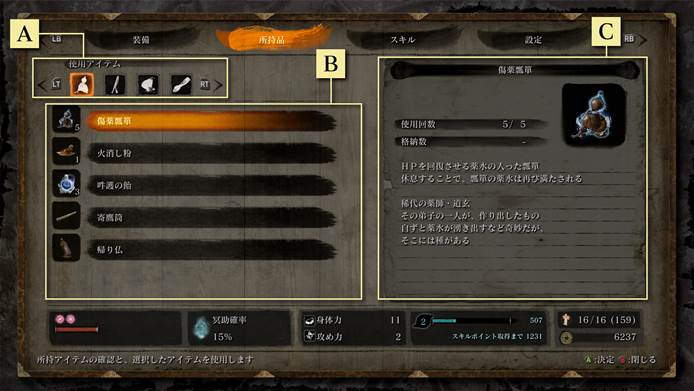 A
B
C
LB
装備
所持品
スキル
設定
RB
使用アイテム
LT
RT
傷薬瓢箪
5
火消し粉
1
吽護の飴
3
寄鷹筒
帰り仏
傷薬瓢箪
使用回数 5/ 5
格納数 -
HPを回復させる薬水の入った瓢箪
休息することで、瓢箪の薬水は再び満たされる
稀代の薬師・道玄
その弟子の一人が、作り出したもの
自ずと薬水が湧き出すなど奇妙だが、
そこには種がある
冥助確率
15%
身体力 11
攻め力 2
2
507
スキルポイント取得まで 1231
16/16 (159)
6237
所持アイテムの確認と、選択したアイテムを使用します
A:決定 B:閉じる